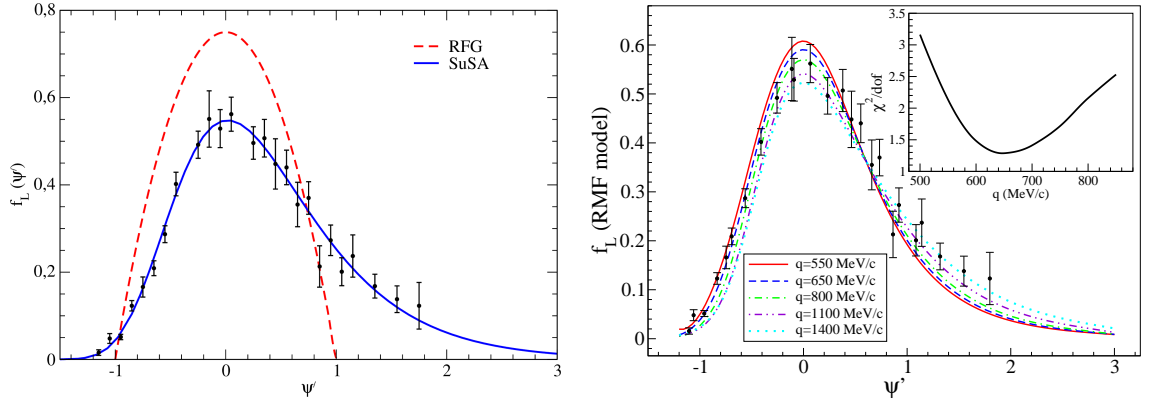 0,8
0,6
0,4
0,2
0
f_L(ψ')
RFG
SuSA
-1
0
1
2
3
ψ'
0.6
0.5
0.4
0.3
0.2
0.1
0
f_L (RMF model)
q=550 MeV/c
q=650 MeV/c
q=800 MeV/c
q=1100 MeV/c
q=1400 MeV/c
-1
0
1
2
3
ψ'
3.5
3
2.5
2
1.5
1
χ²/dof
500
600
700
800
q (MeV/c)